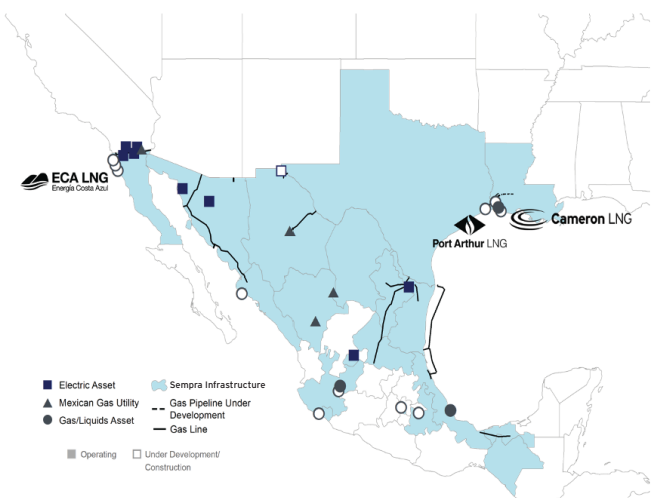 ECA LNG
Energía Costa Azul
Cameron LNG
Port Arthur LNG
Electric Asset
Mexican Gas Utility
Gas/Liquids Asset
Sempra Infrastructure
Gas Pipeline Under
Development
Gas Line
Operating
Under Development/
Construction